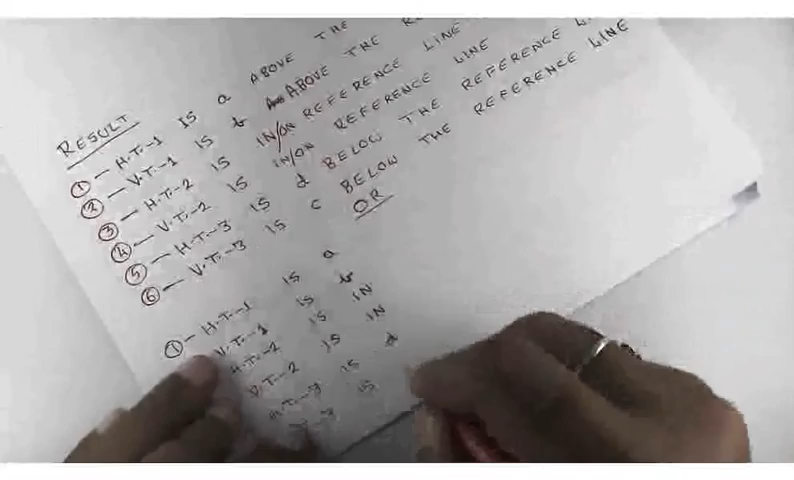 RESULT
① — H.T.-1 IS a ABOVE THE
② — V.T.-1 IS b ABOVE THE
③ — H.T.-2 IS IN/ON REFERENCE LINE
④ — V.T.-2 IS IN/ON REFERENCE LINE
⑤ — H.T.-3 IS d BELOW THE REFERENCE
⑥ — V.T.-3 IS c BELOW THE REFERENCE LINE
OR
① — H.T.-1 IS a
V.T.-1 IS b
H.T.-2 IS IN
V.T.-2 IS IN
H.T.-3 IS d
IS